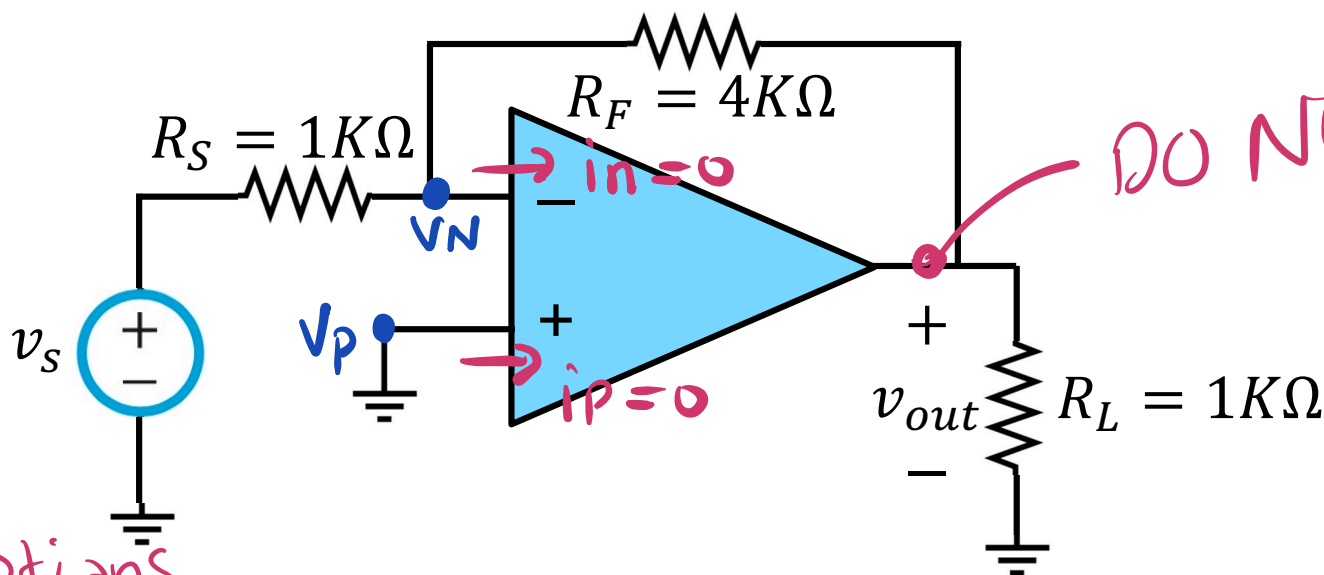 R_F = 4KΩ
R_S = 1KΩ
DO
in = 0
−
VN
+
Vp
+
−
v_s
ip = 0
+
v_out
R_L = 1KΩ
−